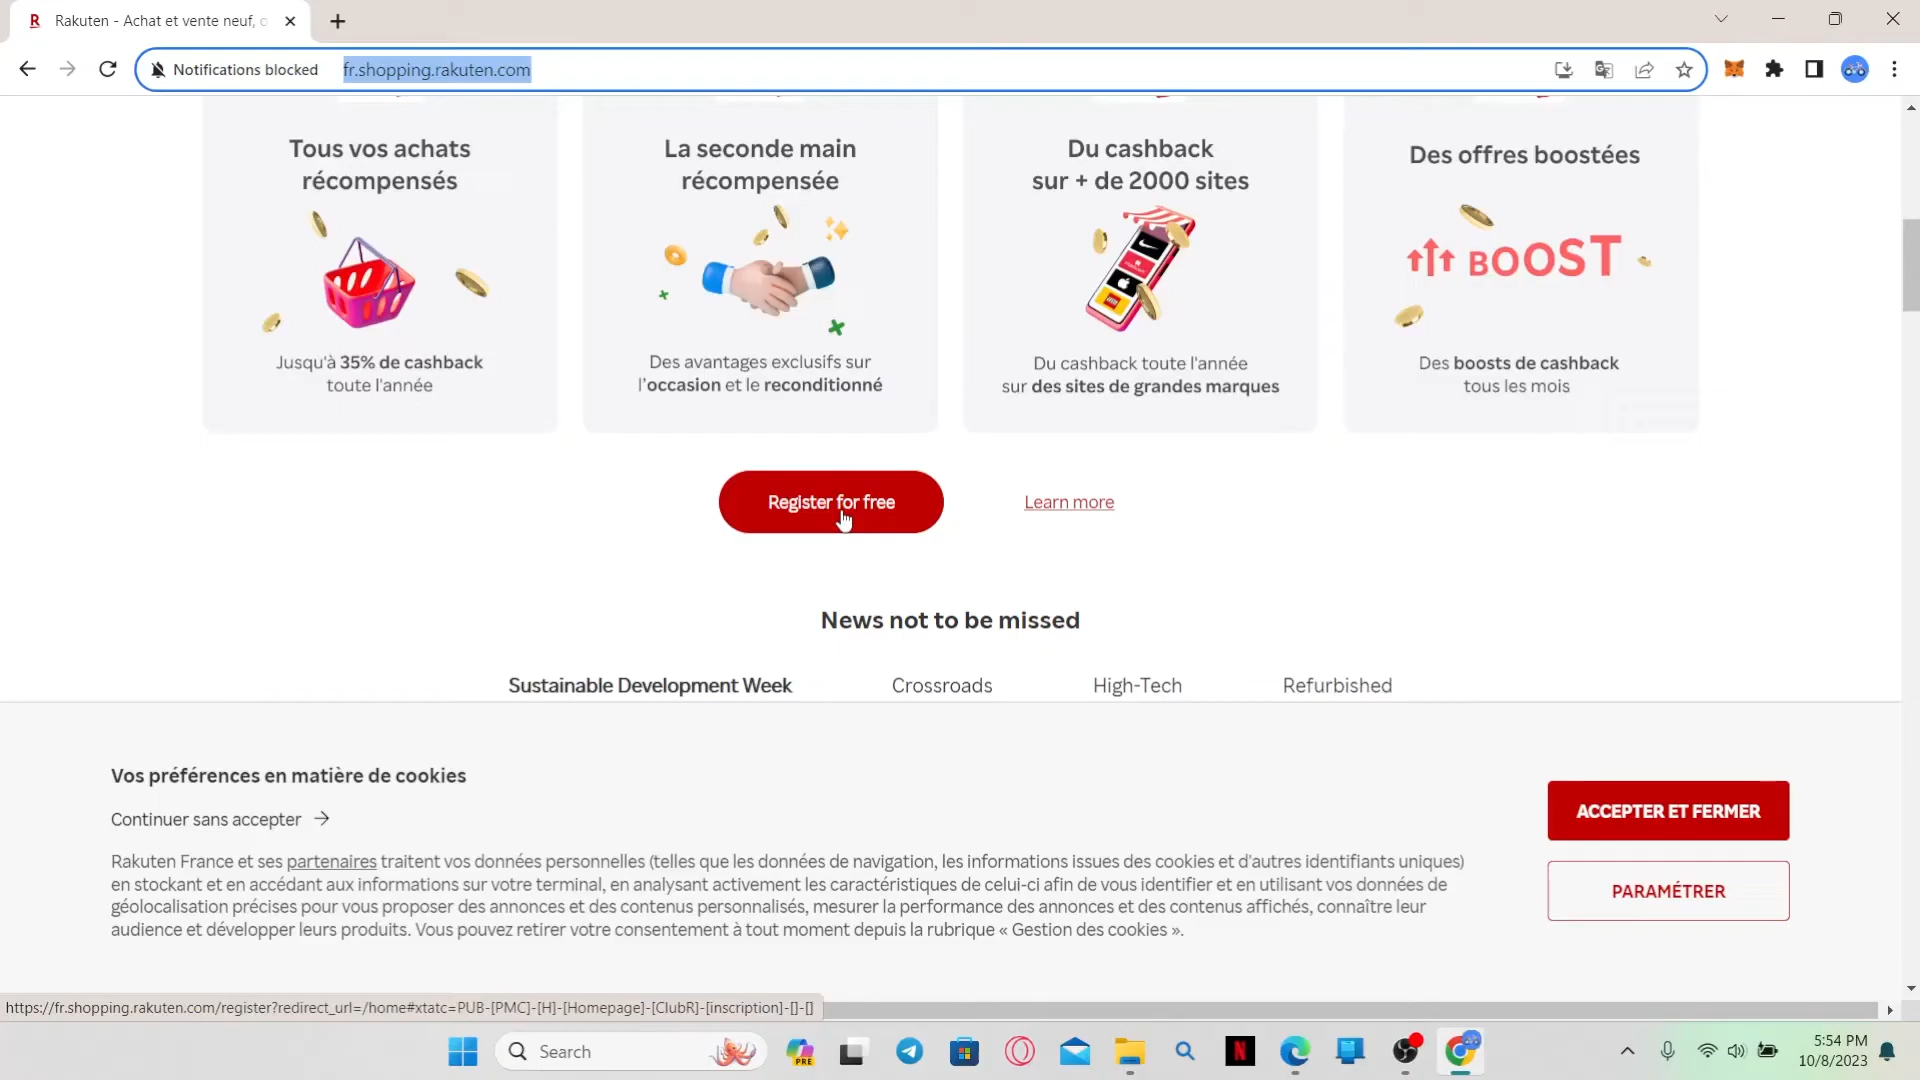 Rakuten - Achat et vente neuf, o
Notifications blocked
fr.shopping.rakuten.com
Tous vos achats
récompensés
Jusqu'à 35% de cashback
toute l'année
La seconde main
récompensée
Des avantages exclusifs sur
l'occasion et le reconditionné
Du cashback
sur + de 2000 sites
Du cashback toute l'année
sur des sites de grandes marques
Des offres boostées
BOOST
Des boosts de cashback
tous les mois
Register for free
Learn more
News not to be missed
Sustainable Development Week
Crossroads
High-Tech
Refurbished
Vos préférences en matière de cookies
Continuer sans accepter →
Rakuten France et ses partenaires traitent vos données personnelles (telles que les données de navigation, les informations issues des cookies et d'autres identifiants uniques)
en stockant et en accédant aux informations sur votre terminal, en analysant activement les caractéristiques de celui-ci afin de vous identifier et en utilisant vos données de
géolocalisation précises pour vous proposer des annonces et des contenus personnalisés, mesurer la performance des annonces et des contenus affichés, connaître leur
audience et développer leurs produits. Vous pouvez retirer votre consentement à tout moment depuis la rubrique « Gestion des cookies ».
ACCEPTER ET FERMER
PARAMÉTRER
https://fr.shopping.rakuten.com/register?redirect_url=/home#xtatc=PUB-[PMC]-[H]-[Homepage]-[ClubR]-[inscription]-[]-[]
Search
PRE
N
5:54 PM
10/8/2023